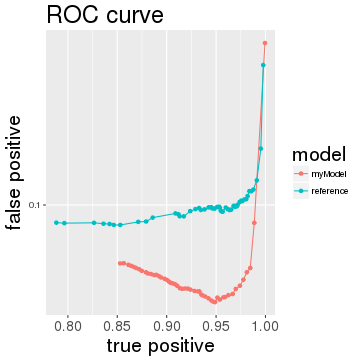 ROC curve
false positive
0.1
0.80 0.85 0.90 0.95 1.00
true positive
model
myModel
reference